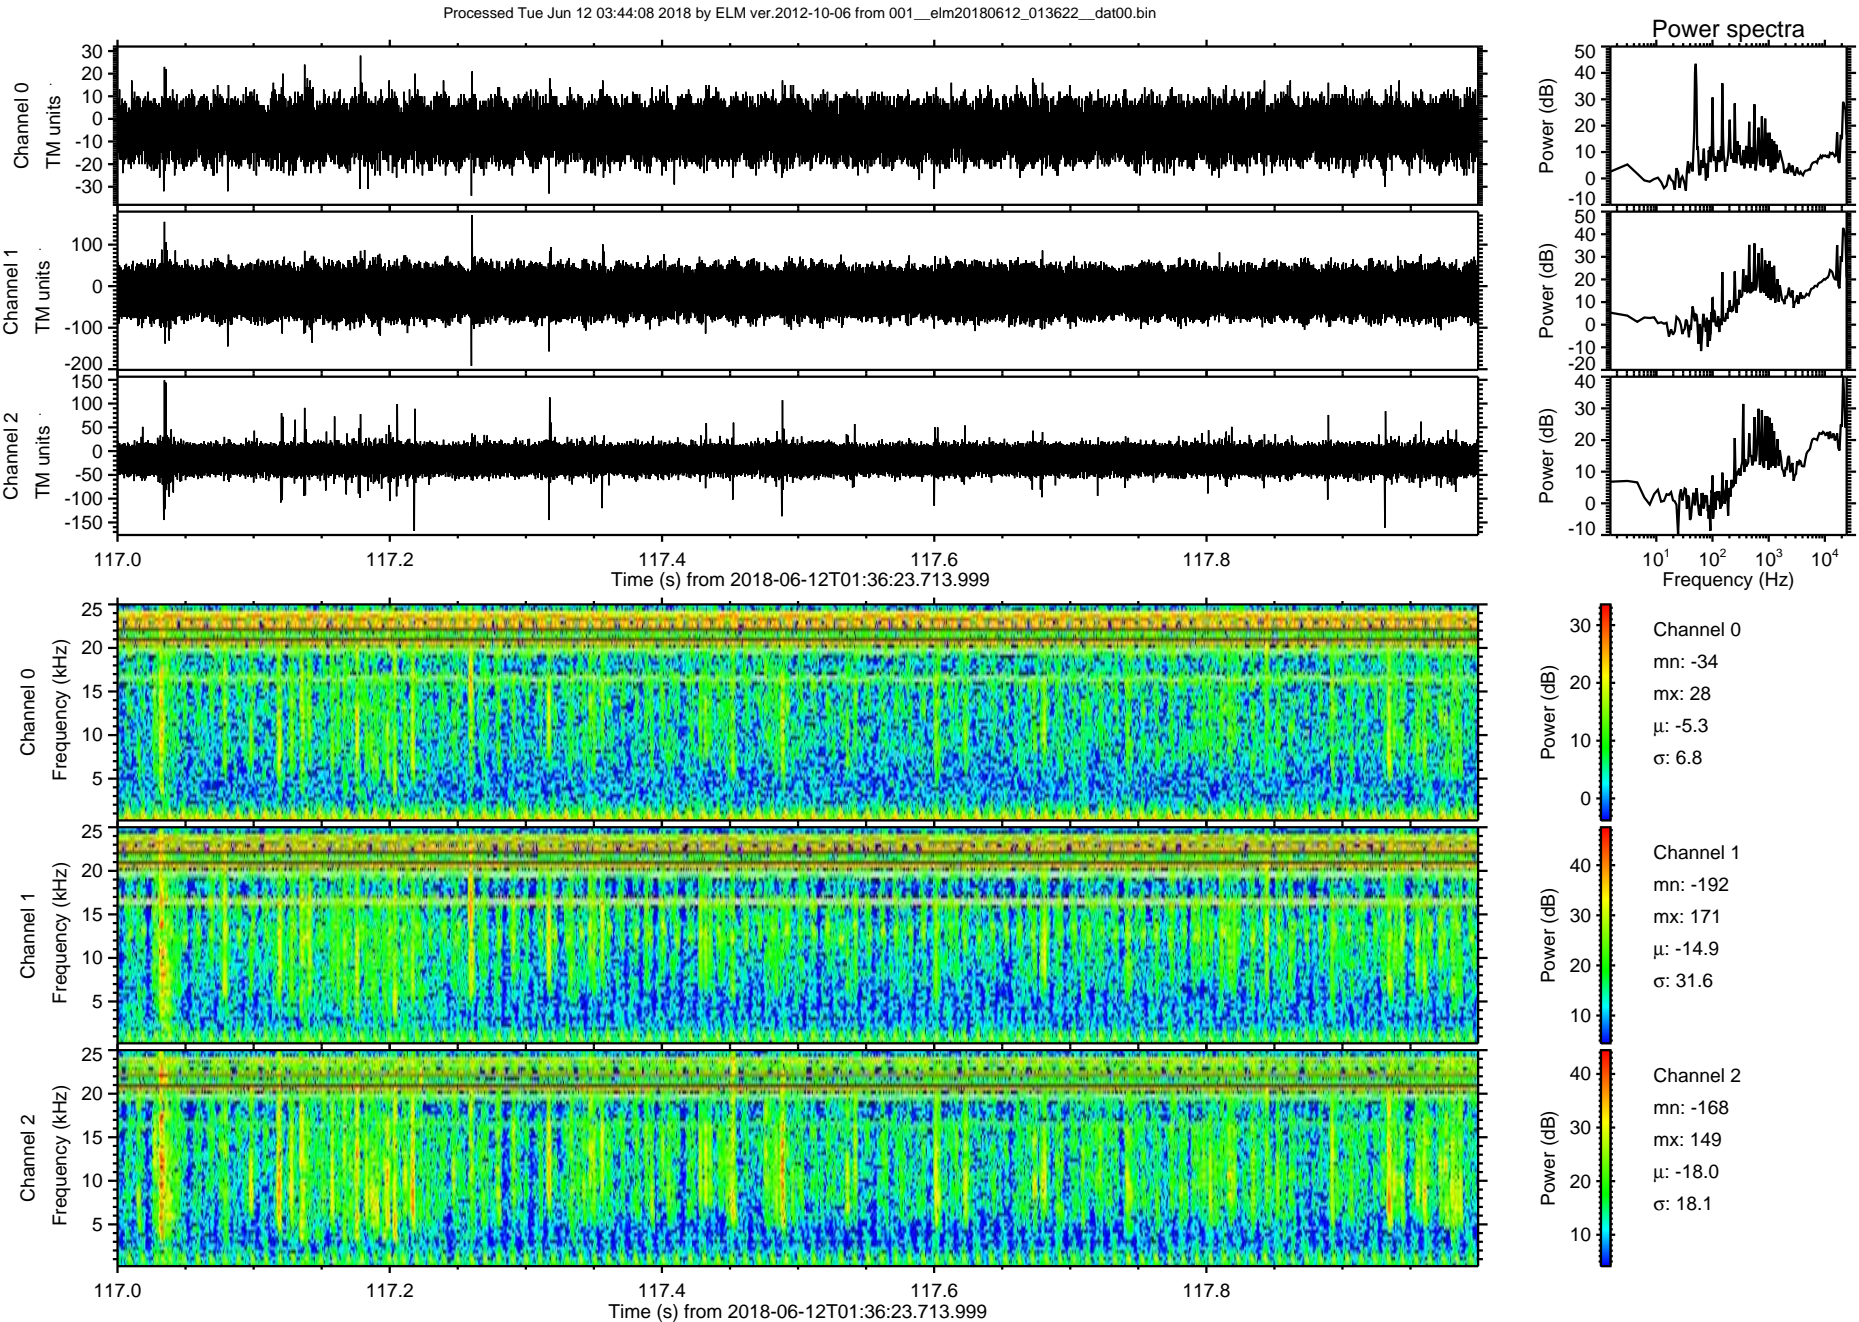 Processed Tue Jun 12 03:44:08 2018 by ELM ver.2012-10-06 from 001__elm20180612_013622__dat00.bin
Power spectra
Channel 0
TM units
30
20
10
0
-10
-20
-30
Power (dB)
50
40
30
20
10
0
-10
Channel 1
TM units
100
0
-100
-200
Power (dB)
50
40
30
20
10
0
-10
-20
Channel 2
TM units
150
100
50
0
-50
-100
-150
Power (dB)
40
30
20
10
0
-10
117.0 117.2 117.4 117.6 117.8
Time (s) from 2018-06-12T01:36:23.713.999
10¹ 10² 10³ 10⁴
Frequency (Hz)
Channel 0
Frequency (kHz)
25
20
15
10
5
Power (dB)
30
20
10
0
Channel 0
mn: -34
mx: 28
µ: -5.3
σ: 6.8
Channel 1
Frequency (kHz)
25
20
15
10
5
Power (dB)
40
30
20
10
Channel 1
mn: -192
mx: 171
µ: -14.9
σ: 31.6
Channel 2
Frequency (kHz)
25
20
15
10
5
Power (dB)
40
30
20
10
Channel 2
mn: -168
mx: 149
µ: -18.0
σ: 18.1
117.0 117.2 117.4 117.6 117.8
Time (s) from 2018-06-12T01:36:23.713.999